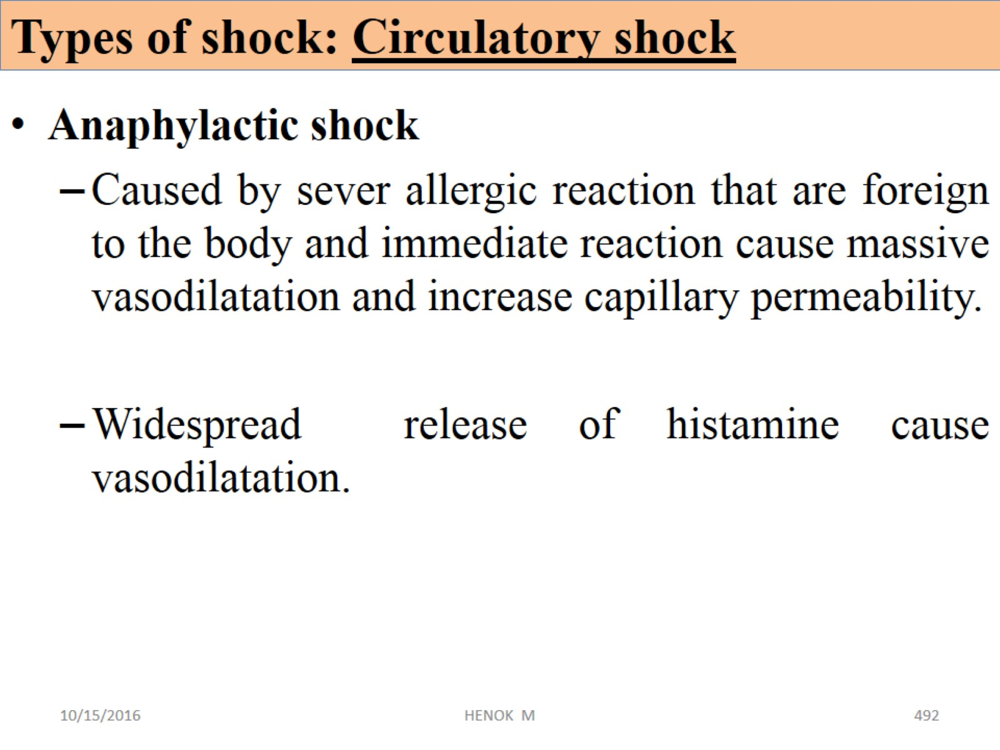 Types of shock: Circulatory shock
• Anaphylactic shock
– Caused by sever allergic reaction that are foreign
to the body and immediate reaction cause massive
vasodilatation and increase capillary permeability.
– Widespread release of histamine cause
vasodilatation.
10/15/2016 HENOK M 492